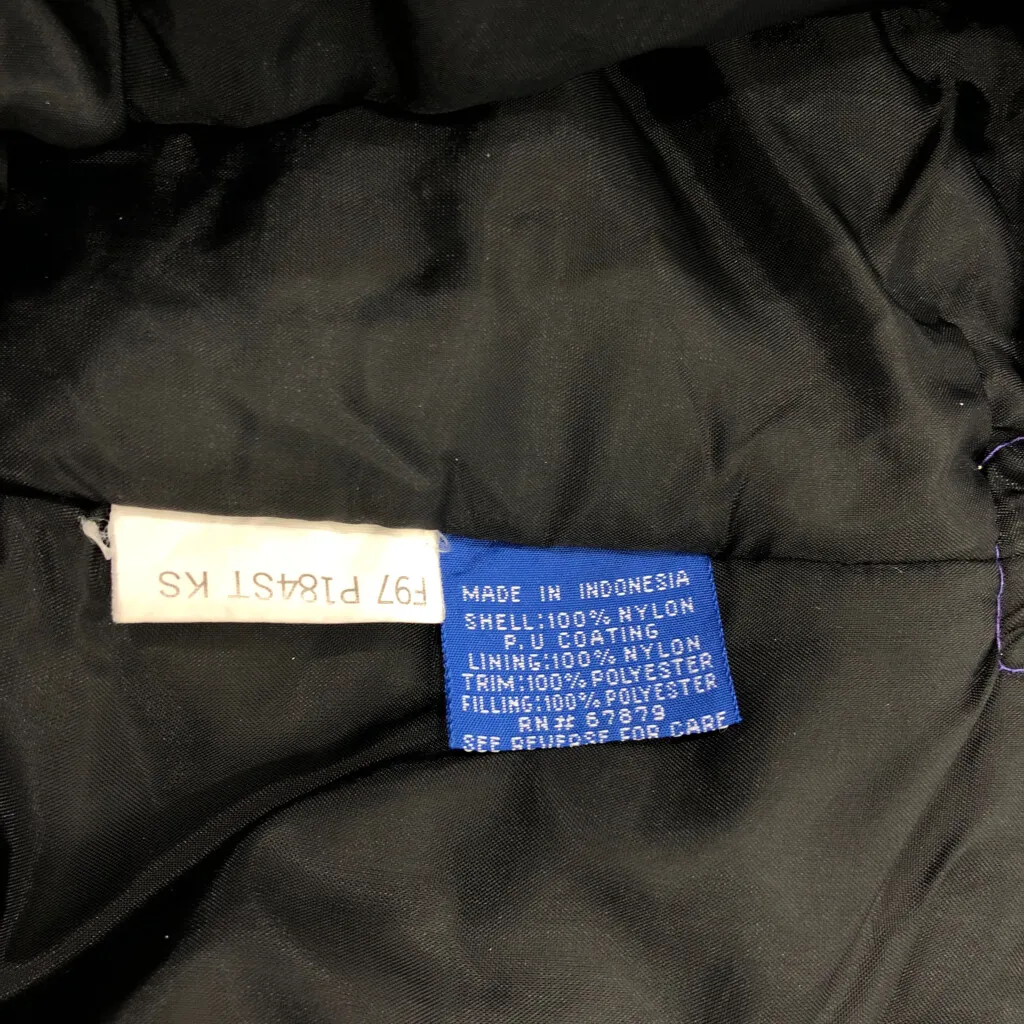 F97 P184ST KS
MADE IN INDONESIA
SHELL:100% NYLON
P.U COATING
LINING:100% NYLON
TRIM:100% POLYESTER
FILLING:100% POLYESTER
RN# 67879
SEE REVERSE FOR CARE